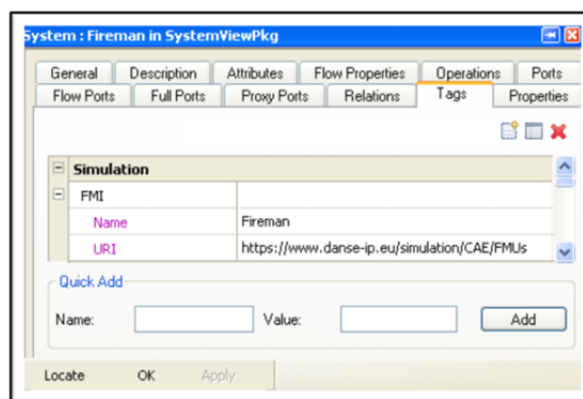 System : Fireman in SystemViewPkg
General Description Attributes Flow Properties Operations Ports
Flow Ports Full Ports Proxy Ports Relations Tags Properties
Simulation
FMI
Name Fireman
URI https://www.danse-ip.eu/simulation/CAE/FMUs
Quick Add
Name: Value: Add
Locate OK Apply